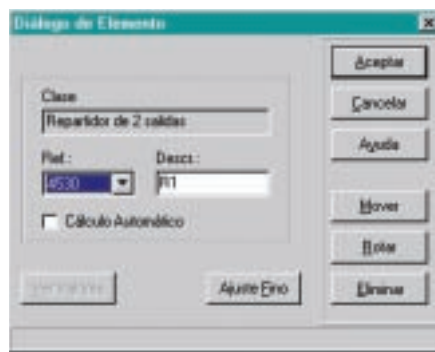 Diálogo de Elemento
Clase
Repartidor de 2 salidas
Ref.:
Descr.:
4530
R1
Cálculo Automático
Ajuste Fino
Aceptar
Cancelar
Ayuda
Mover
Rotar
Eliminar